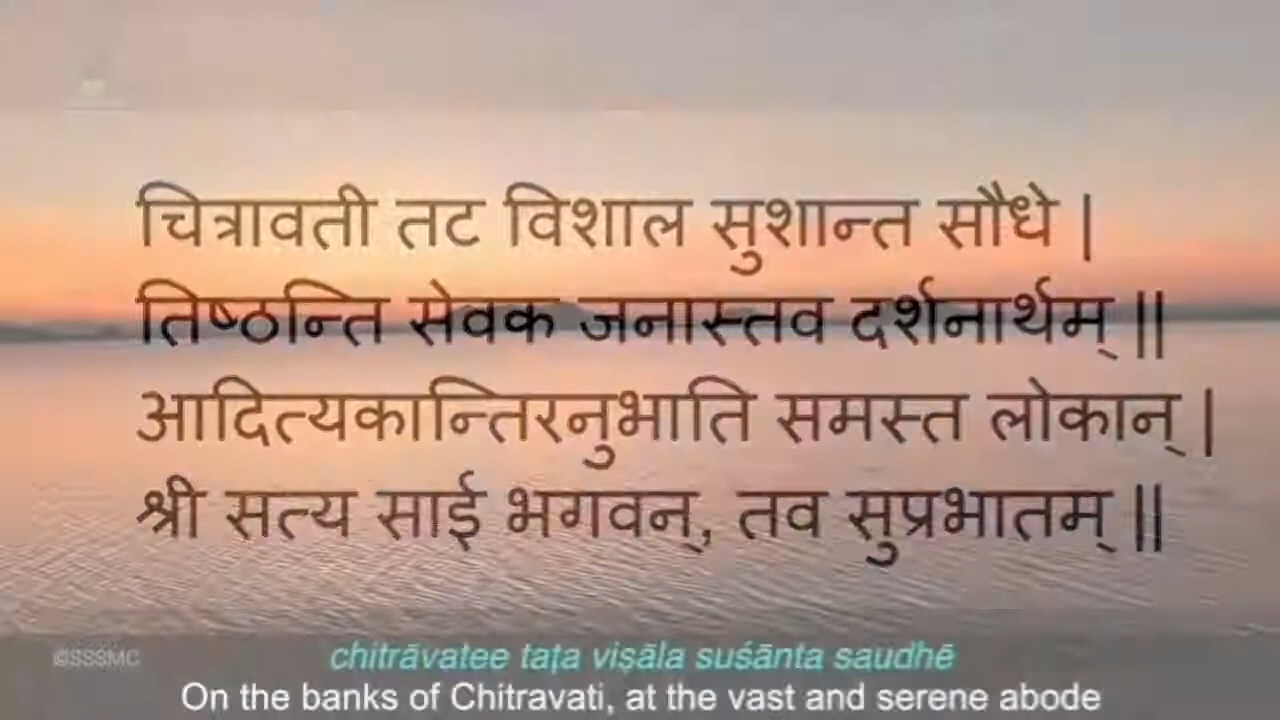 चित्रावती तट विशाल सुशान्त सौधे |
तिष्ठन्ति सेवक जनास्तव दर्शनार्थम् ||
आदित्यकान्तिरनुभाति समस्त लोकान् |
श्री सत्य साई भगवन्, तव सुप्रभातम् ||
©SSSMC
chitrāvatee taṭa viṣāla suśānta saudhē
On the banks of Chitravati, at the vast and serene abode